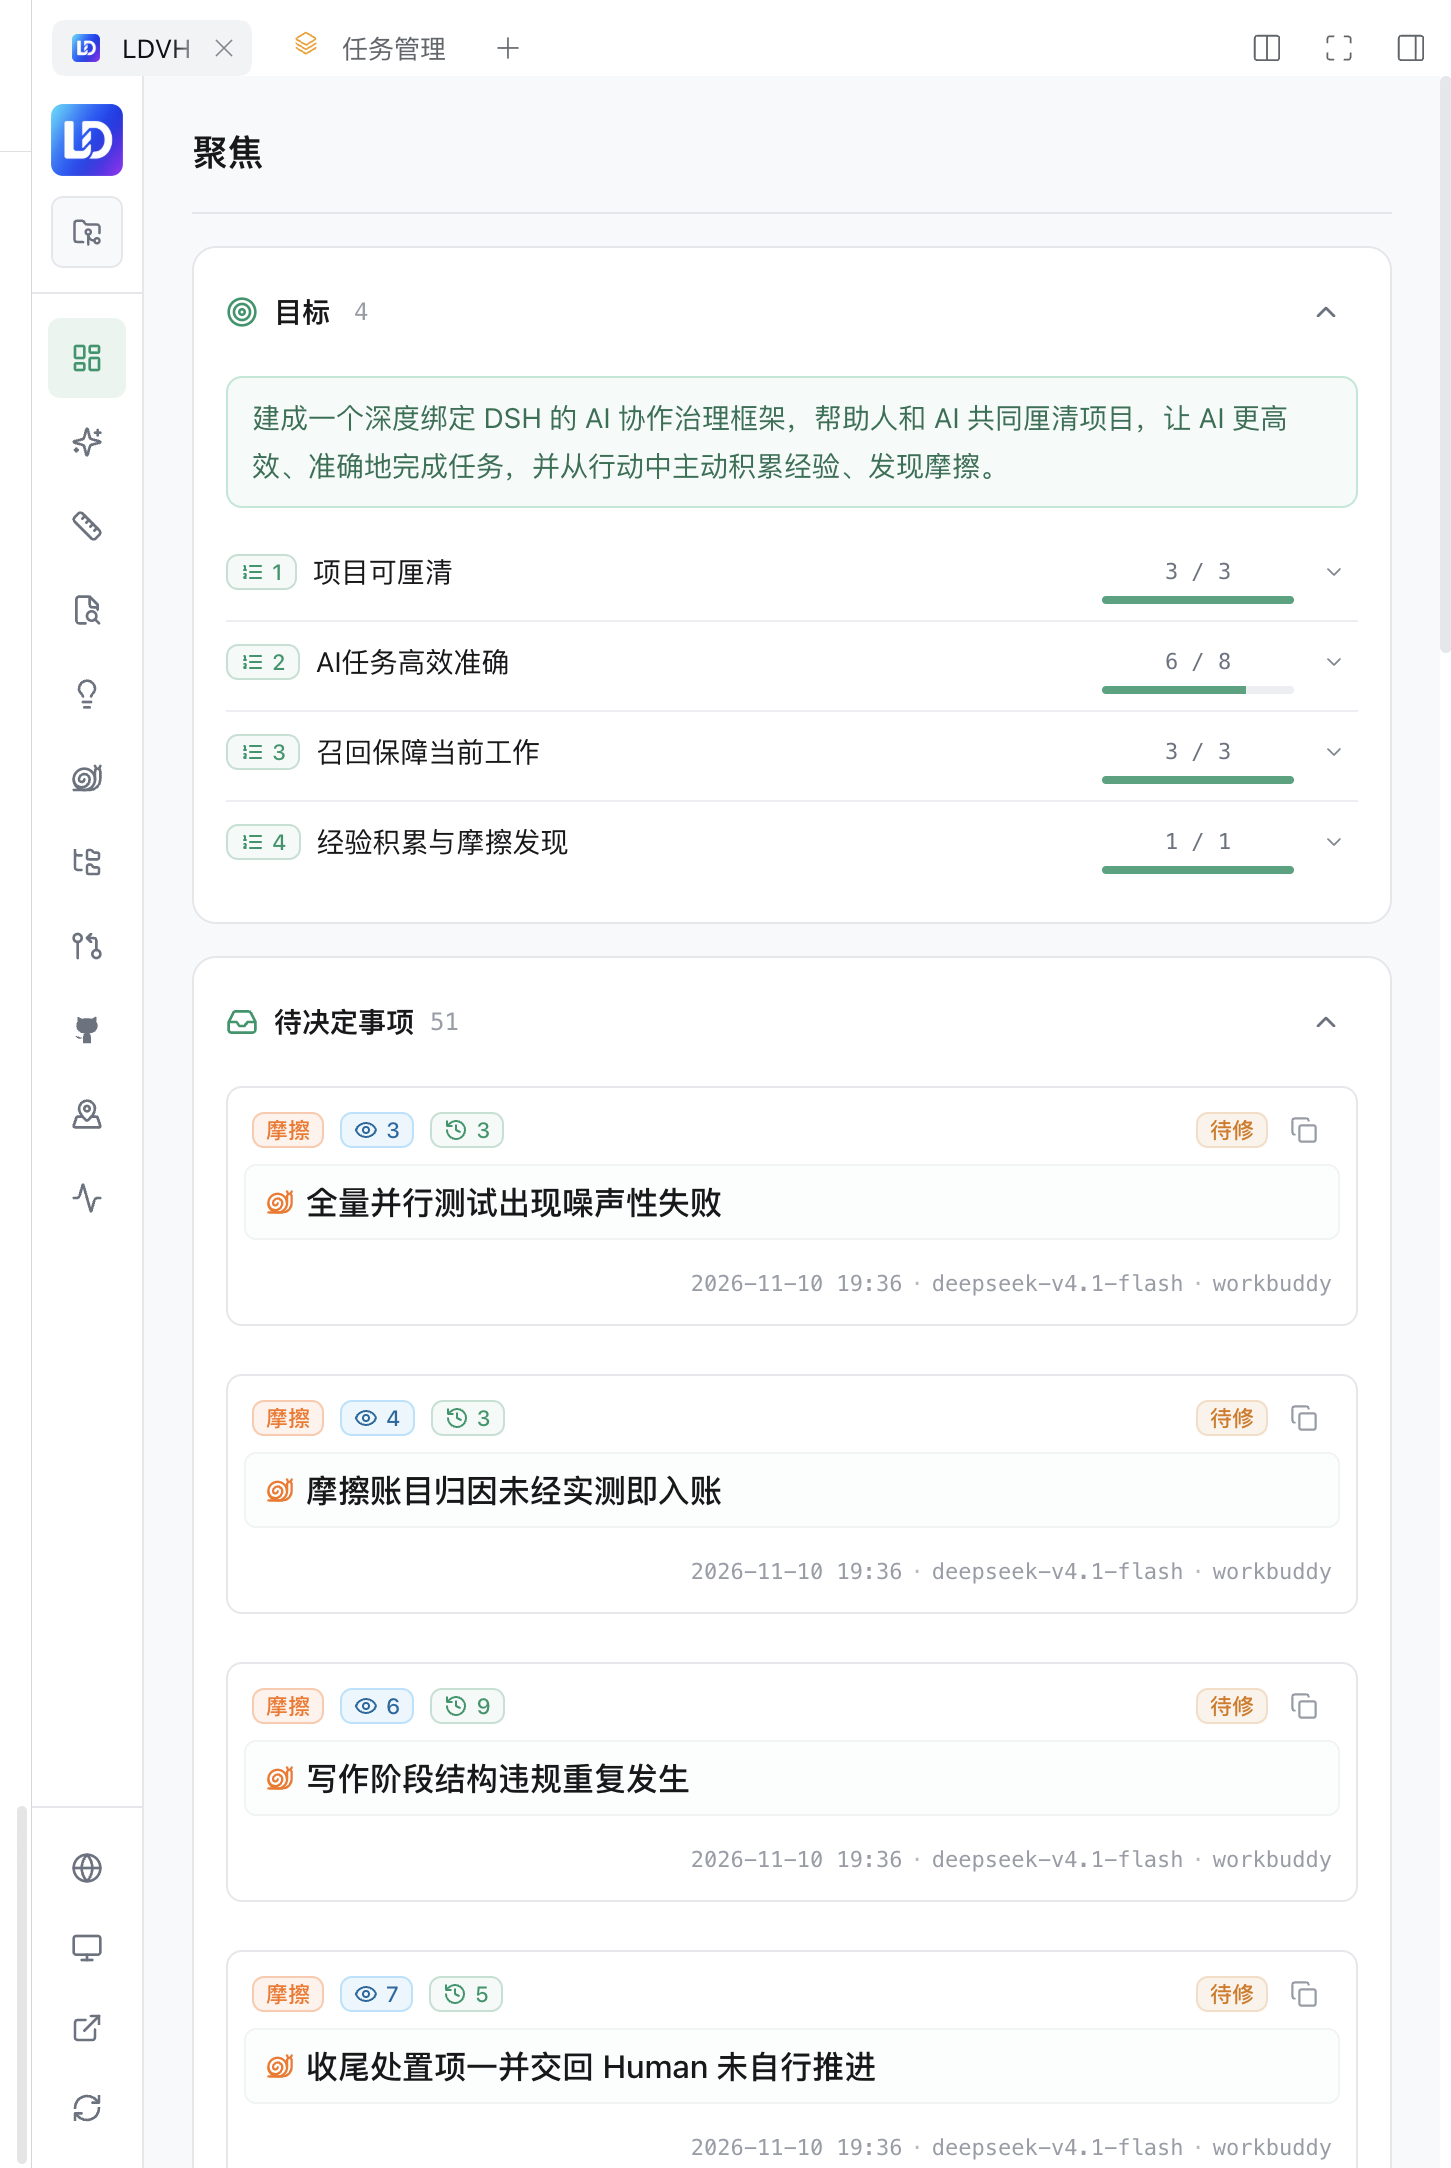 LDVH
任务管理
聚焦
目标 4
建成一个深度绑定 DSH 的 AI 协作治理框架，帮助人和 AI 共同厘清项目，让 AI 更高
效、准确地完成任务，并从行动中主动积累经验、发现摩擦。
1 项目可厘清 3 / 3
2 AI任务高效准确 6 / 8
3 召回保障当前工作 3 / 3
4 经验积累与摩擦发现 1 / 1
待决定事项 51
摩擦 3 3 待修
全量并行测试出现噪声性失败
2026-11-10 19:36 · deepseek-v4.1-flash · workbuddy
摩擦 4 3 待修
摩擦账目归因未经实测即入账
2026-11-10 19:36 · deepseek-v4.1-flash · workbuddy
摩擦 6 9 待修
写作阶段结构违规重复发生
2026-11-10 19:36 · deepseek-v4.1-flash · workbuddy
摩擦 7 5 待修
收尾处置项一并交回 Human 未自行推进
2026-11-10 19:36 · deepseek-v4.1-flash · workbuddy